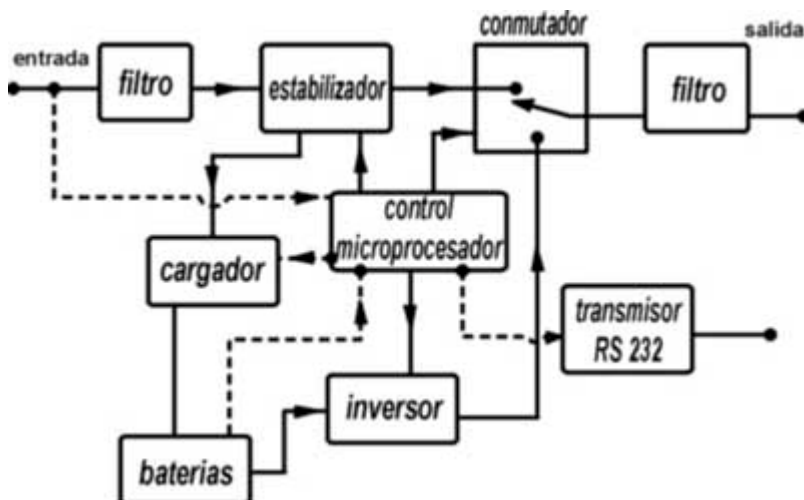 conmutador
entrada
salida
filtro
estabilizador
filtro
control
microprocesador
cargador
transmisor
RS 232
inversor
baterias